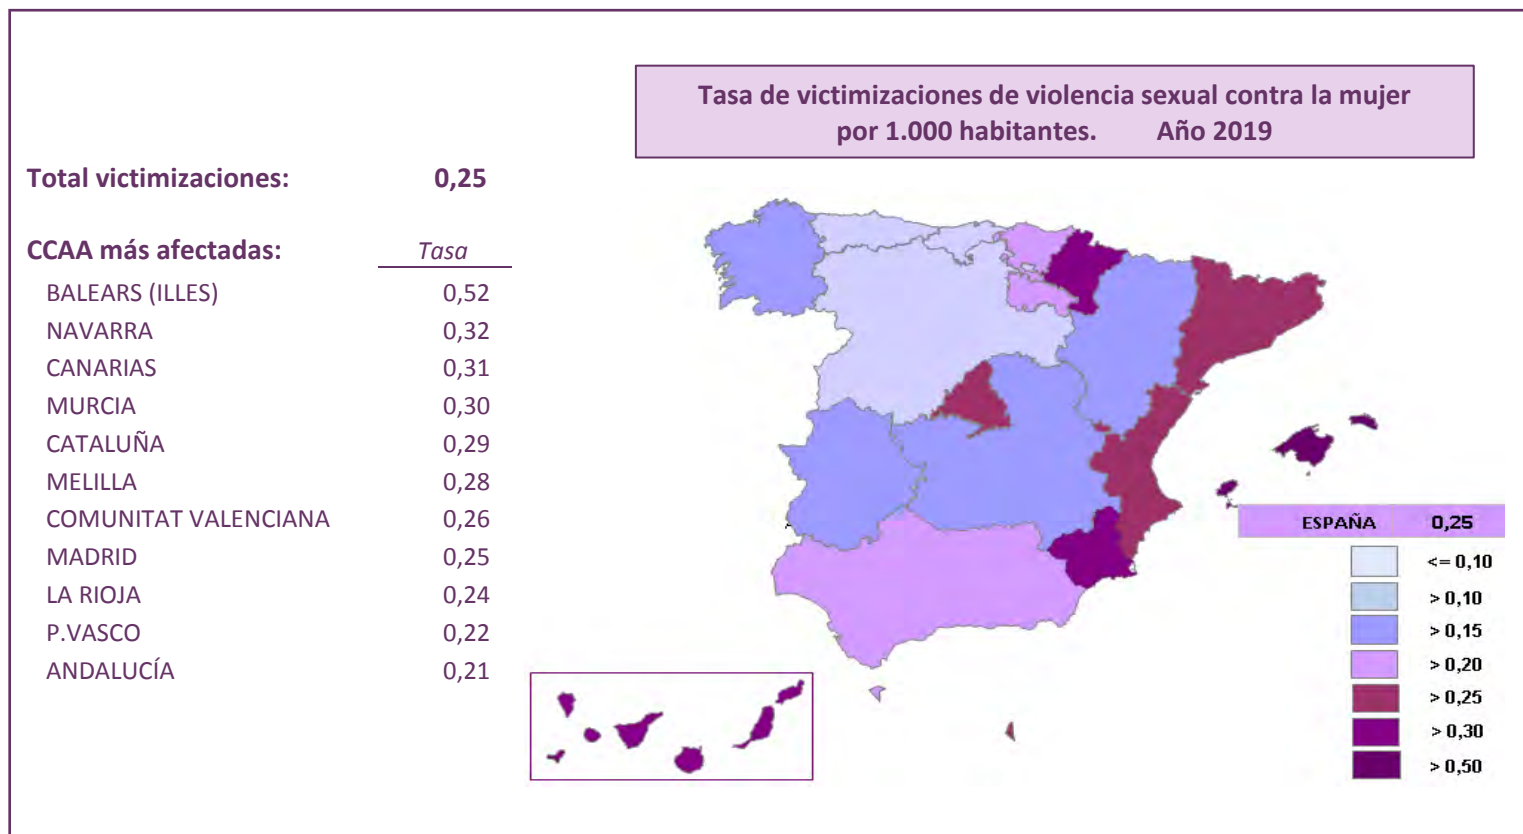 Tasa de victimizaciones de violencia sexual contra la mujer
por 1.000 habitantes. Año 2019
Total victimizaciones: 0,25
CCAA más afectadas: Tasa
BALEARS (ILLES) 0,52
NAVARRA 0,32
CANARIAS 0,31
MURCIA 0,30
CATALUÑA 0,29
MELILLA 0,28
COMUNITAT VALENCIANA 0,26
MADRID 0,25
LA RIOJA 0,24
P.VASCO 0,22
ANDALUCÍA 0,21
ESPAÑA 0,25
<= 0,10
> 0,10
> 0,15
> 0,20
> 0,25
> 0,30
> 0,50